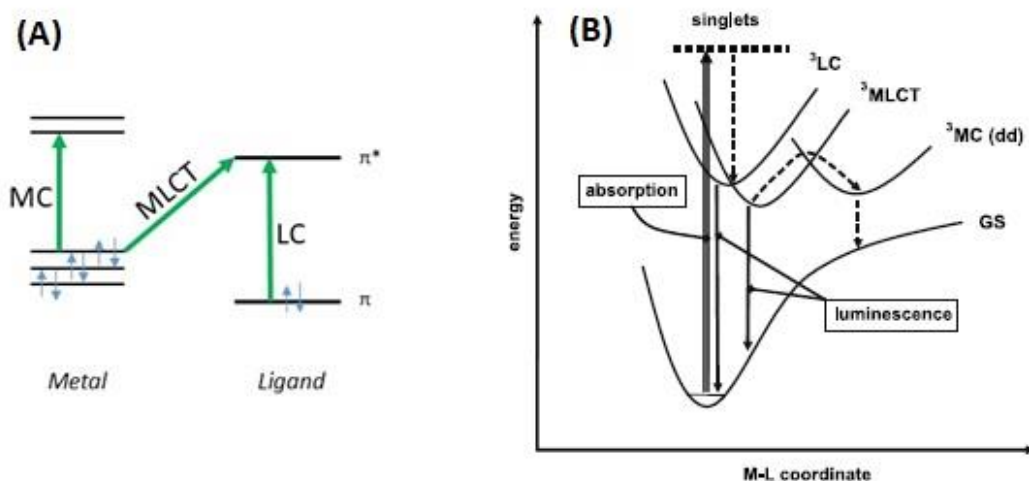 (A)
MC
MLCT
LC
π*
π
Metal
Ligand
(B)
singlets
³LC
³MLCT
³MC (dd)
absorption
GS
luminescence
energy
M-L coordinate